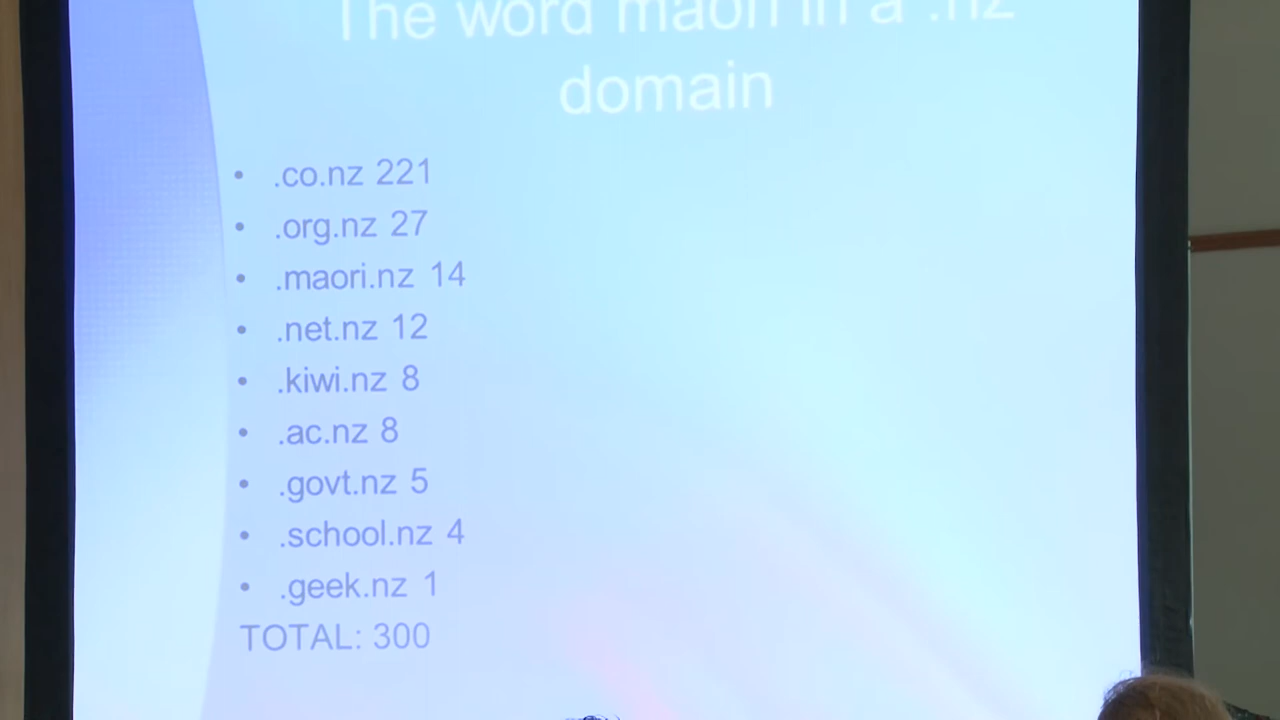 The word maori in a .nz
domain
• .co.nz 221
• .org.nz 27
• .maori.nz 14
• .net.nz 12
• .kiwi.nz 8
• .ac.nz 8
• .govt.nz 5
• .school.nz 4
• .geek.nz 1
TOTAL: 300